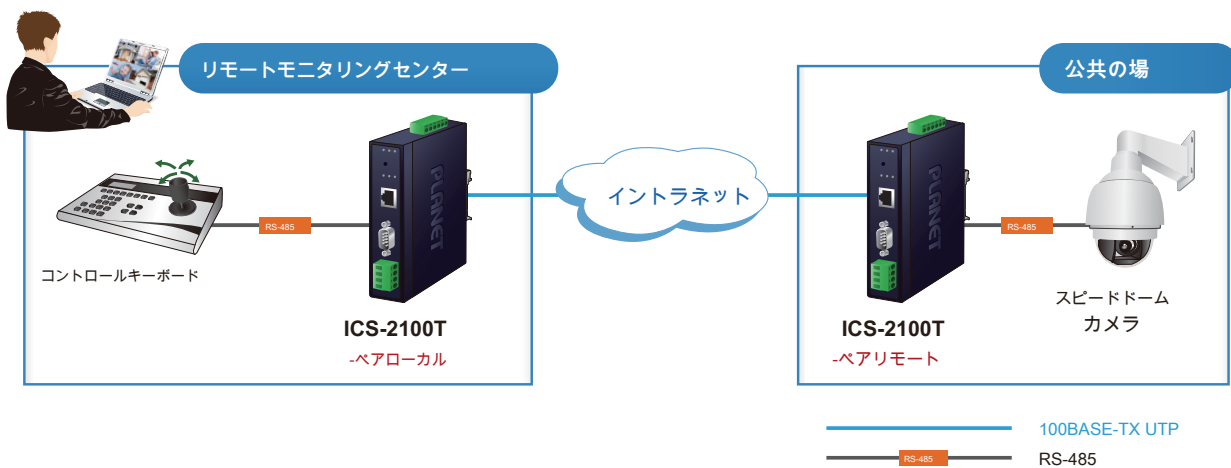 リモートモニタリングセンター
公共の場
PLANET
PLANET
イントラネット
RS-485
RS-485
コントロールキーボード
スピードドーム
カメラ
ICS-2100T
-ペアローカル
ICS-2100T
-ペアリモート
100BASE-TX UTP
RS-485
RS-485